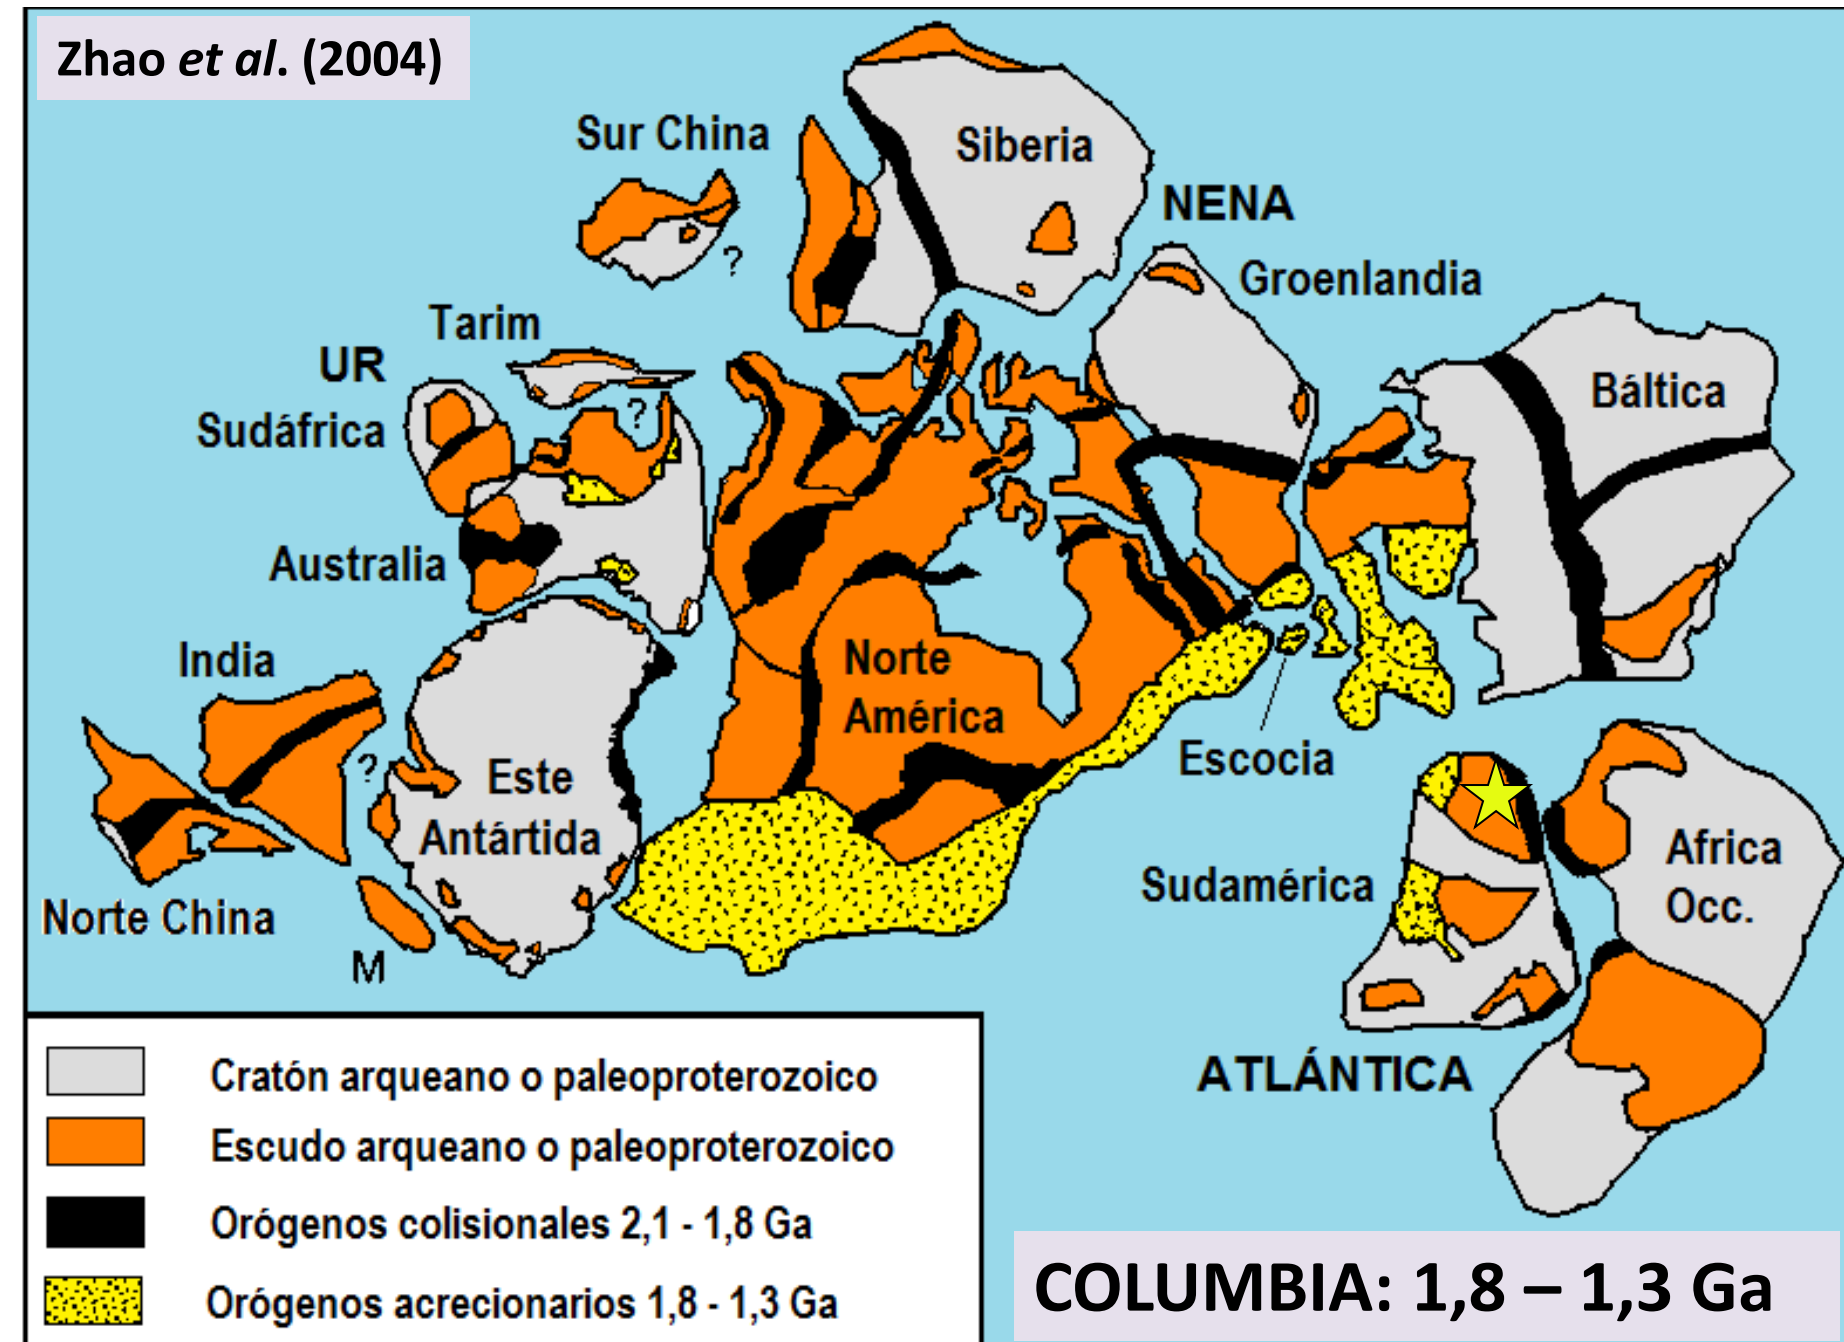 Zhao et al. (2004)
Sur China
Siberia
NENA
?
Groenlandia
Tarim
UR
?
Báltica
Sudáfrica
Australia
India
Norte
América
?
Escocia
Este
Antártida
Africa
Occ.
Sudamérica
Norte China
M
ATLÁNTICA
Cratón arqueano o paleoproterozoico
Escudo arqueano o paleoproterozoico
Orógenos colisionales 2,1 - 1,8 Ga
Orógenos acrecionarios 1,8 - 1,3 Ga
COLUMBIA: 1,8 – 1,3 Ga